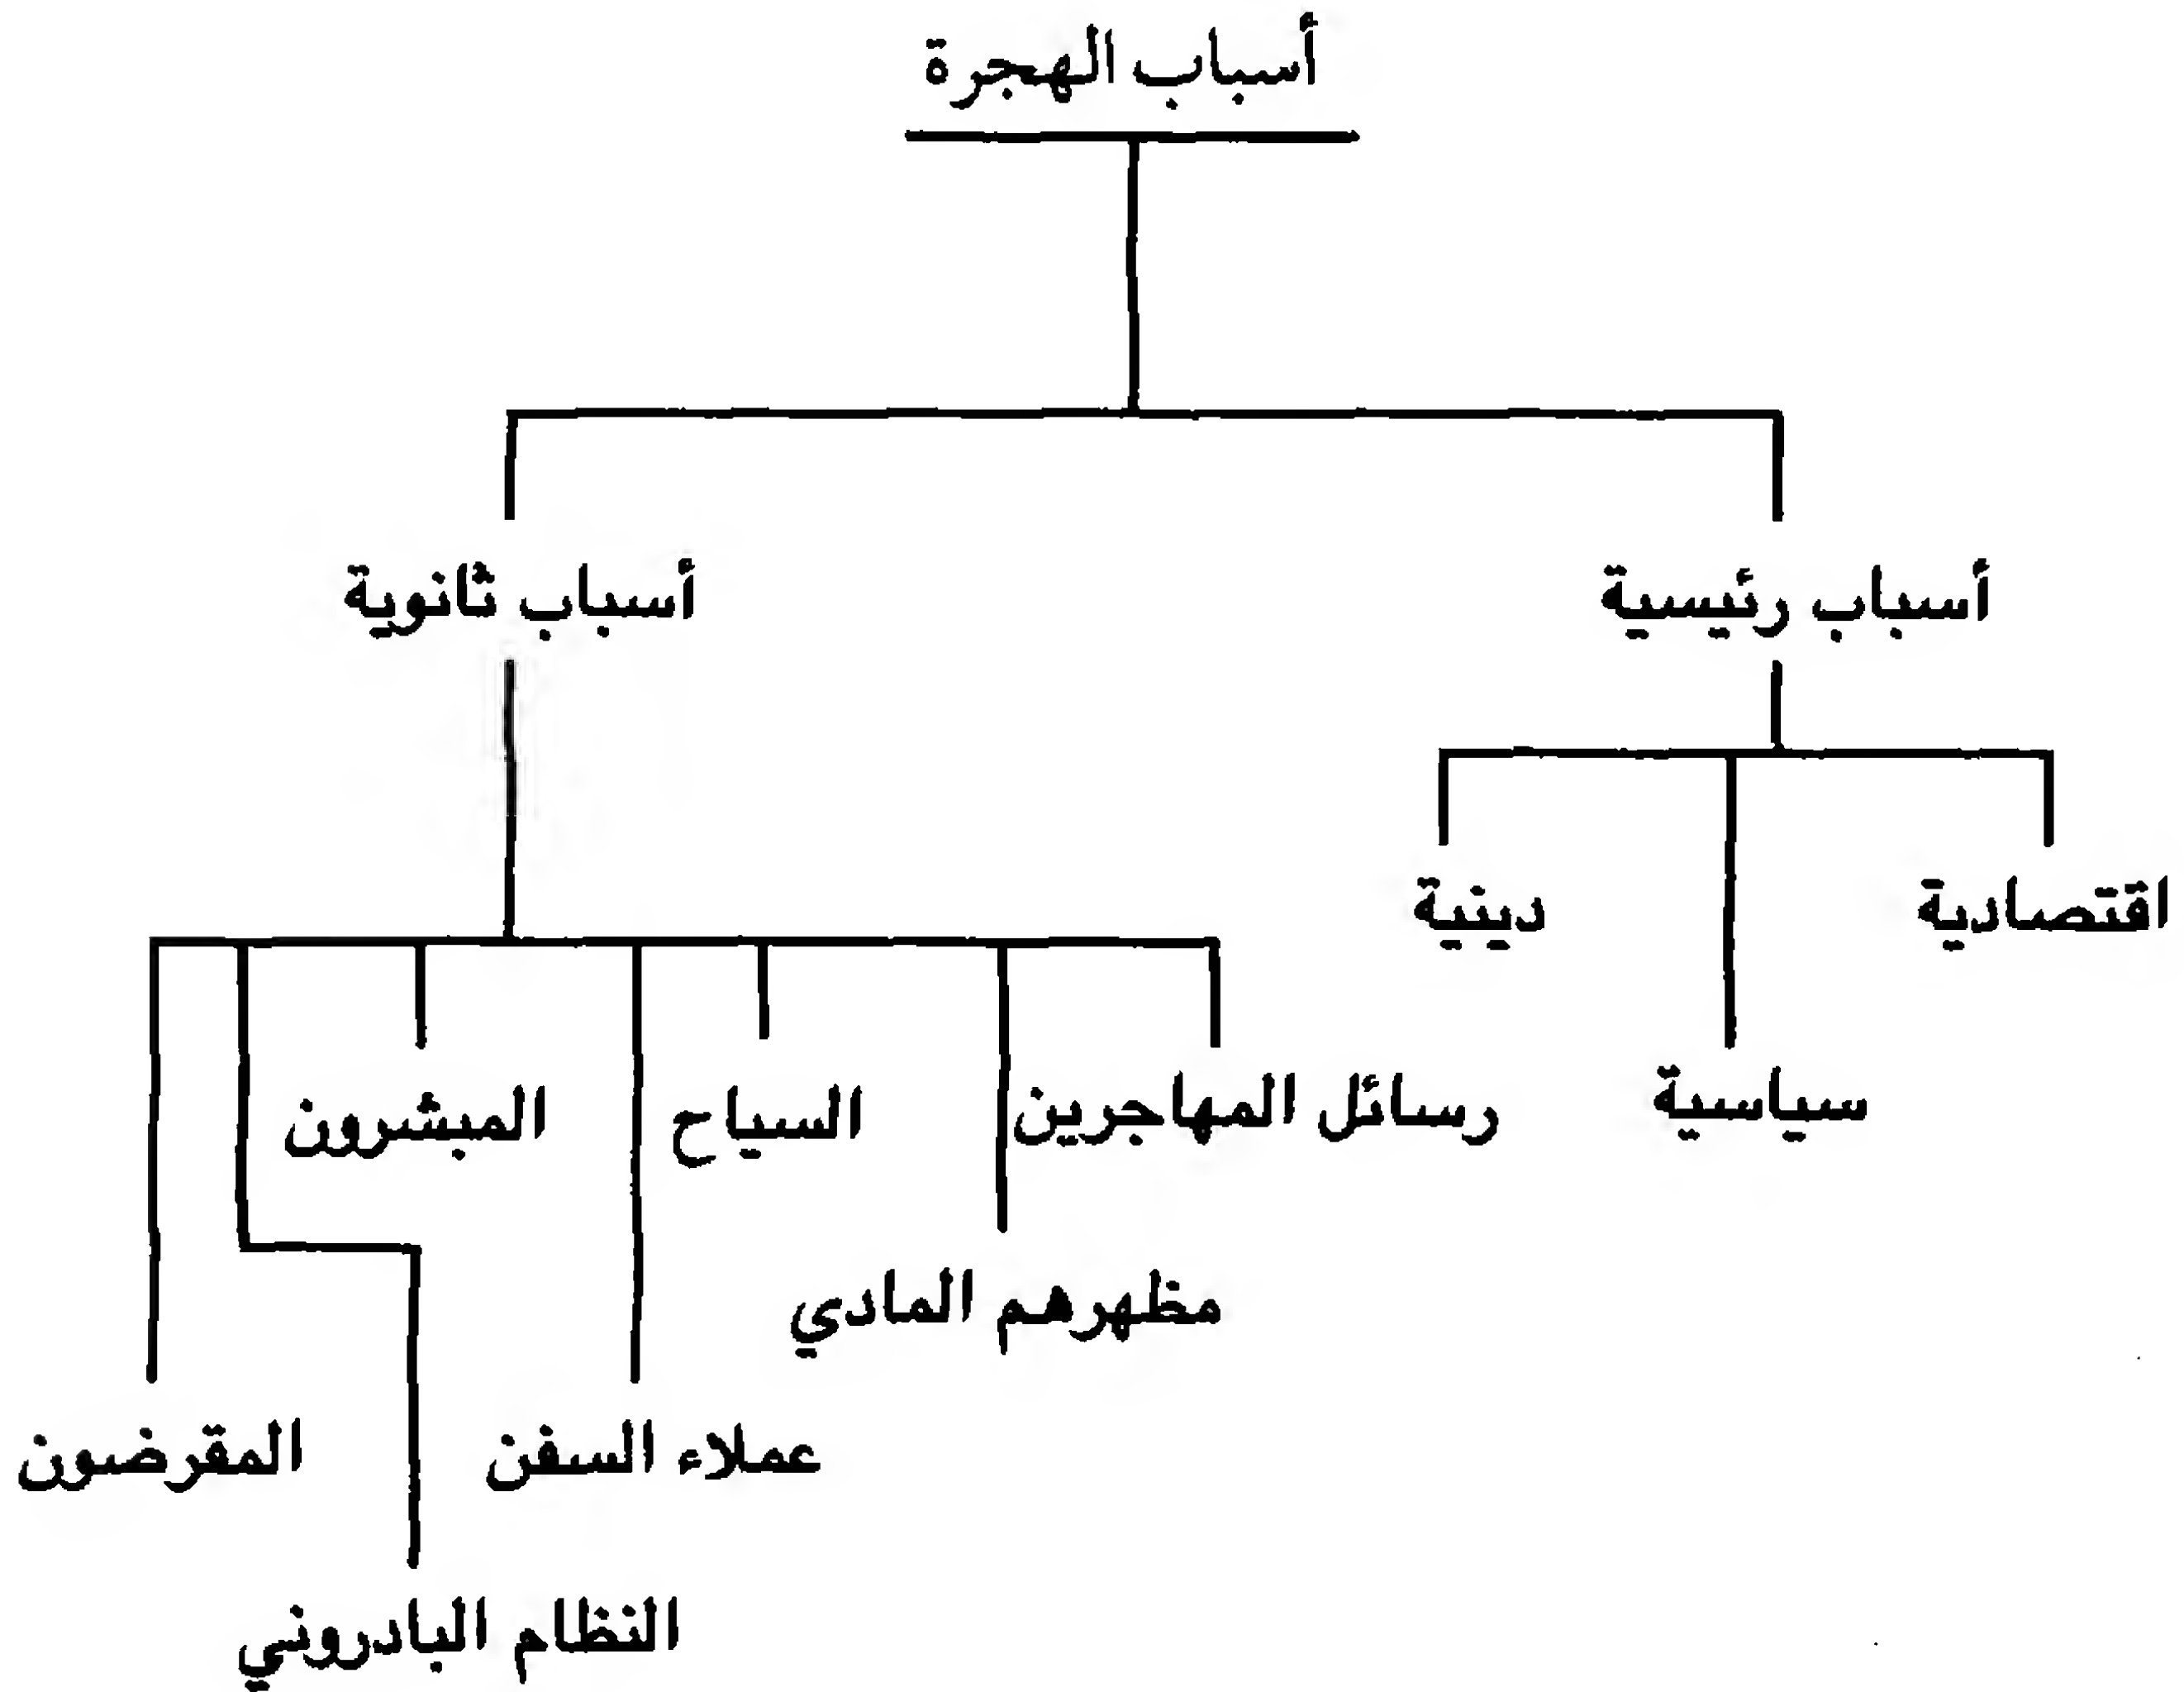 أسباب الهجرة
أسباب رئيسية
أسباب ثانوية
اقتصادية
دينية
سياسية
رسائل المهاجرين
السياح
المبشرون
مظهرهم المادي
عملاء السفن
المقرضون
النظام البادروني